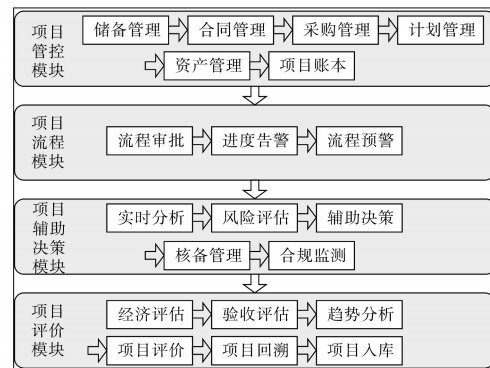 项目
管控
模块
储备管理 合同管理 采购管理 计划管理
资产管理 项目账本
项目
流程
模块
流程审批 进度告警 流程预警
项目
辅助
决策
模块
实时分析 风险评估 辅助决策
核备管理 合规监测
项目
评价
模块
经济评估 验收评估 趋势分析
项目评价 项目回溯 项目入库